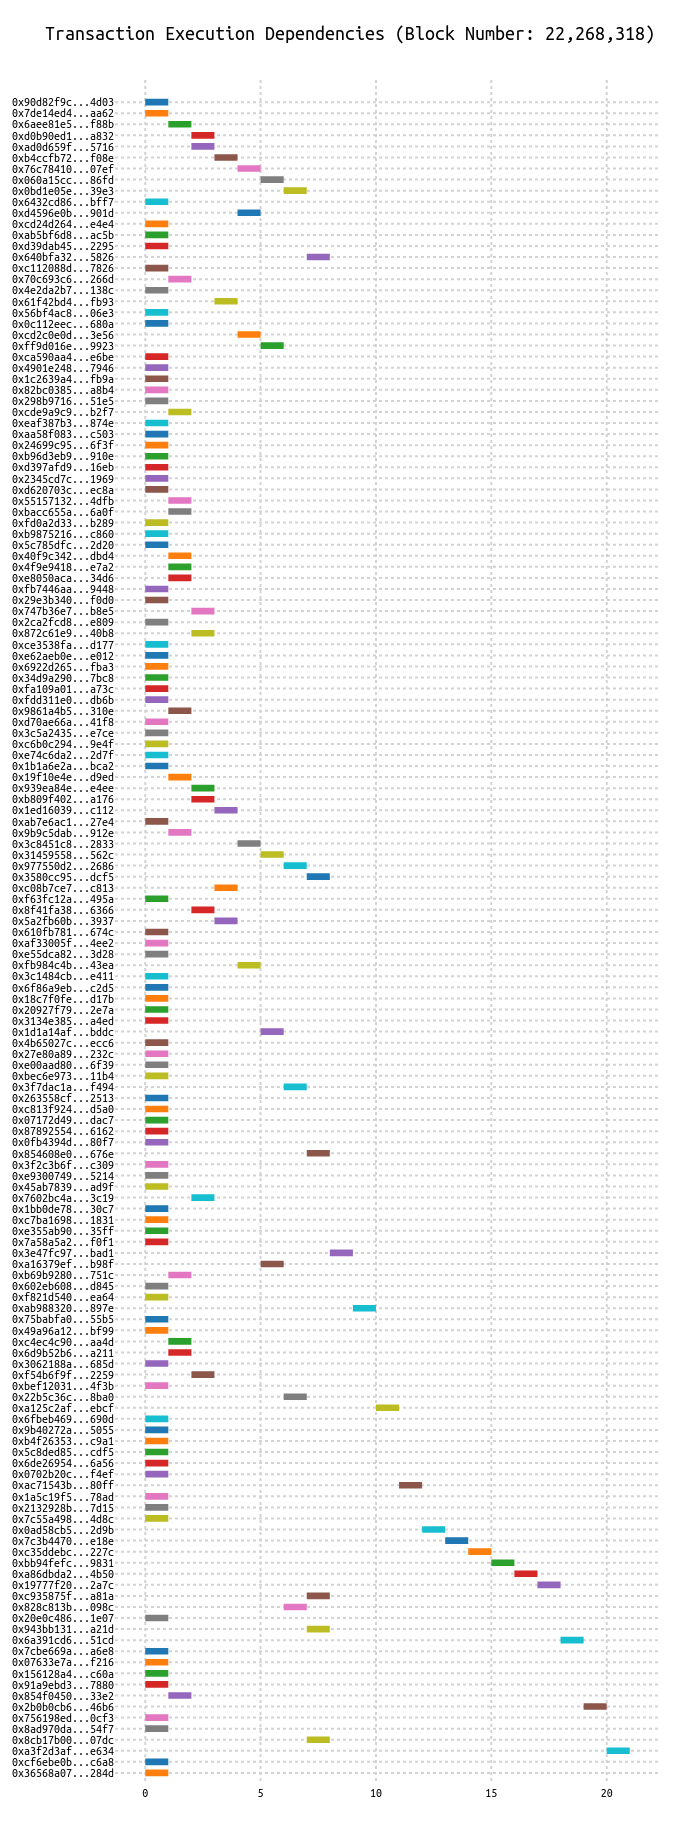 Transaction Execution Dependencies (Block Number: 22,268,318)
0x90d82f9c...4d03
0x7de14ed4...aa62
0x6aee81e5...f88b
0xd0b90ed1...a832
0xad0d659f...5716
0xb4ccfb72...f08e
0x76c78410...07ef
0x060a15cc...86fd
0x0bd1e05e...39e3
0x6432cd86...bff7
0xd4596e0b...901d
0xcd24d264...e4e4
0xab5bf6d8...ac5b
0xd39dab45...2295
0x640bfa32...5826
0xc112088d...7826
0x70c693c6...266d
0x4e2da2b7...138c
0x61f42bd4...fb93
0x56bf4ac8...06e3
0x0c112eec...680a
0xcd2c0e0d...3e56
0xff9d016e...9923
0xca590aa4...e6be
0x4901e248...7946
0x1c2639a4...fb9a
0x82bc0385...a8b4
0x298b9716...51e5
0xcde9a9c9...b2f7
0xeaf387b3...874e
0xaa58f083...c503
0x24699c95...6f3f
0xb96d3eb9...910e
0xd397afd9...16eb
0x2345cd7c...1969
0xd620703c...ec8a
0x55157132...4dfb
0xbacc655a...6a0f
0xfd0a2d33...b289
0xb9875216...c860
0x5c785dfc...2d20
0x40f9c342...dbd4
0x4f9e9418...e7a2
0xe8050aca...34d6
0xfb7446aa...9448
0x29e3b340...f0d0
0x747b36e7...b8e5
0x2ca2fcd8...e809
0x872c61e9...40b8
0xce3538fa...d177
0xe62aeb0e...e012
0x6922d265...fba3
0x34d9a290...7bc8
0xfa109a01...a73c
0xfdd311e0...db6b
0x9861a4b5...310e
0xd70ae66a...41f8
0x3c5a2435...e7ce
0xc6b0c294...9e4f
0xe74c6da2...2d7f
0x1b1a6e2a...bca2
0x19f10e4e...d9ed
0x939ea84e...e4ee
0xb809f402...a176
0x1ed16039...c112
0xab7e6ac1...27e4
0x9b9c5dab...912e
0x3c8451c8...2833
0x31459558...562c
0x977550d2...2686
0x3580cc95...dcf5
0xc08b7ce7...c813
0xf63fc12a...495a
0x8f41fa38...6366
0x5a2fb60b...3937
0x610fb781...674c
0xaf33005f...4ee2
0xe55dca82...3d28
0xfb984c4b...43ea
0x3c1484cb...e411
0x6f86a9eb...c2d5
0x18c7f0fe...d17b
0x20927f79...2e7a
0x3134e385...a4ed
0x1d1a14af...bddc
0x4b65027c...ecc6
0x27e80a89...232c
0xe00aad80...6f39
0xbec6e973...11b4
0x3f7dac1a...f494
0x263558cf...2513
0xc813f924...d5a0
0x07172d49...dac7
0x87892554...6162
0x0fb4394d...80f7
0x854608e0...676e
0x3f2c3b6f...c309
0xe9300749...5214
0x45ab7839...ad9f
0x7602bc4a...3c19
0x1bb0de78...30c7
0xc7ba1698...1831
0xe355ab90...35ff
0x7a58a5a2...f0f1
0x3e47fc97...bad1
0xa16379ef...b98f
0xb69b9280...751c
0x602eb608...d845
0xf821d540...ea64
0xab988320...897e
0x75babfa0...55b5
0x49a96a12...bf99
0xc4ec4c90...aa4d
0x6d9b52b6...a211
0x3062188a...685d
0xf54b6f9f...2259
0xbef12031...4f3b
0x22b5c36c...8ba0
0xa125c2af...ebcf
0x6fbeb469...690d
0x9b40272a...5055
0xb4f26353...c9a1
0x5c8ded85...cdf5
0x6de26954...6a56
0x0702b20c...f4ef
0xac71543b...80ff
0x1a5c19f5...78ad
0x2132928b...7d15
0x7c55a498...4d8c
0x0ad58cb5...2d9b
0x7c3b4470...e18e
0xc35ddebc...227c
0xbb94fefc...9831
0xa86dbda2...4b50
0x19777f20...2a7c
0xc935875f...a81a
0x828c813b...098c
0x20e0c486...1e07
0x943bb131...a21d
0x6a391cd6...51cd
0x7cbe669a...a6e8
0x07633e7a...f216
0x156128a4...c60a
0x91a9ebd3...7880
0x854f0450...33e2
0x2b0b0cb6...46b6
0x756198ed...0cf3
0x8ad970da...54f7
0x8cb17b00...07dc
0xa3f2d3af...e634
0xcf6ebe0b...c6a8
0x36568a07...284d
0 5 10 15 20